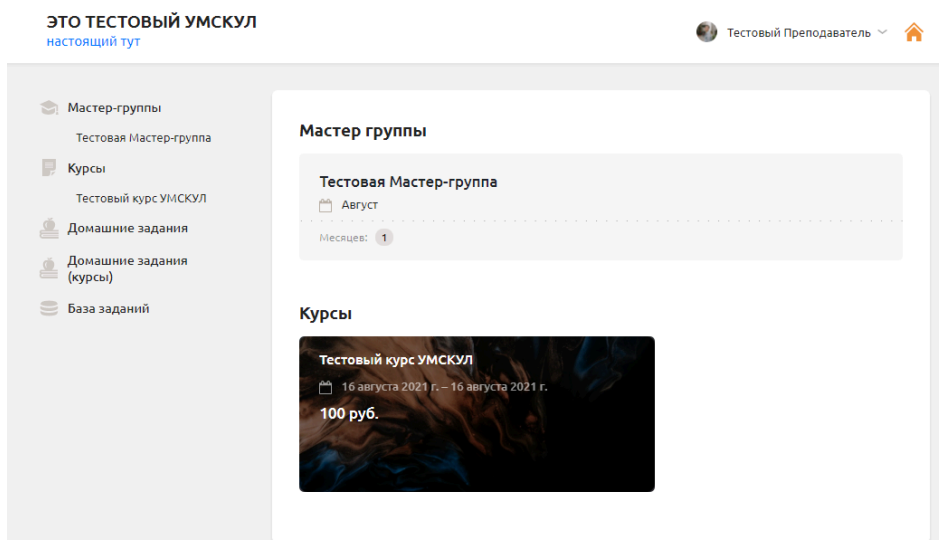 ЭТО ТЕСТОВЫЙ УМСКУЛ
настоящий тут
Тестовый Преподаватель
Мастер-группы
Тестовая Мастер-группа
Курсы
Тестовый курс УМСКУЛ
Домашние задания
Домашние задания
(курсы)
База заданий
Мастер группы
Тестовая Мастер-группа
Август
Месяцев: 1
Курсы
Тестовый курс УМСКУЛ
16 августа 2021 г. – 16 августа 2021 г.
100 руб.